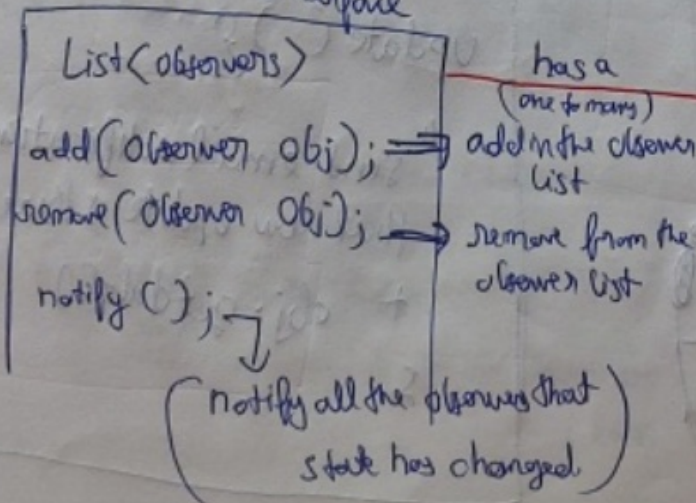 List<observers>
has a
(one to many)
add(Observer Obj); => add in the observer
list
remove(Observer Obj); => remove from the
observer list
notify();
(notify all the observers that
state has changed)